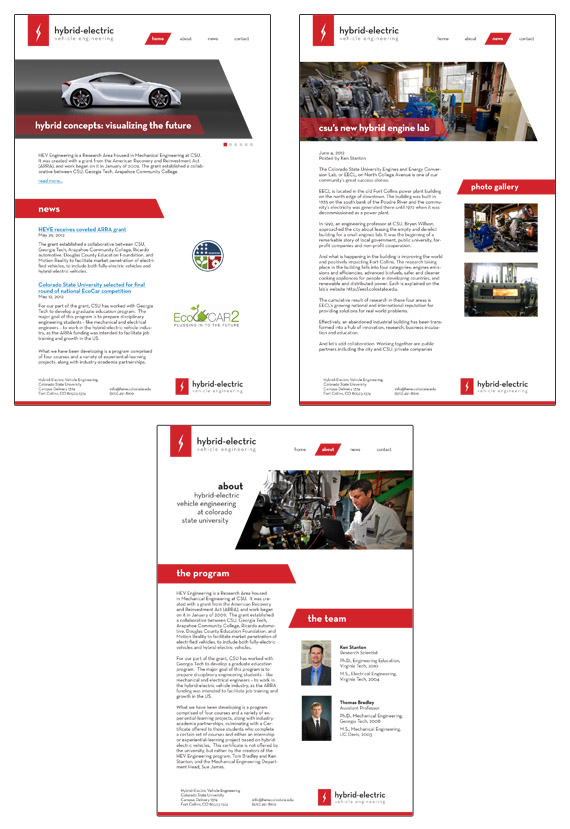 hybrid-electric
vehicle engineering
home about news contact
hybrid concepts: visualizing the future
HEV Engineering is a Research Area housed in Mechanical Engineering at CSU.
It was created with a grant from the American Recovery and Reinvestment Act
(ARRA), and work began on it in January of 2009. The grant established a collab-
orative between CSU, Georgia Tech, Arapahoe Community College.
read more...
news
HEVE receives coveted ARRA grant
May 20, 2012
The grant established a collaborative between CSU,
Georgia Tech, Arapahoe Community College, Ricardo
automotive, Douglas County Education Foundation, and
Motion Reality to facilitate market penetration of electri-
fied vehicles, to include both fully-electric vehicles and
hybrid-electric vehicles.
Colorado State University selected for final
round of national EcoCar competition
May 12, 2012
For our part of the grant, CSU has worked with Georgia
Tech to develop a graduate education program. The
major goal of this program is to prepare disciplinary
engineering students - like mechanical and electrical
engineers - to work in the hybrid-electric vehicle indus-
try, as the ARRA funding was intended to facilitate job
training and growth in the US.
What we have been developing is a program comprised
of four courses and a variety of experiential-learning
projects, along with industry-academia partnerships.
EcoCAR2
PLUGGING IN TO THE FUTURE
Hybrid-Electric Vehicle Engineering
Colorado State University
Campus Delivery 1374
Fort Collins, CO 80523-1374
hybrid-electric
vehicle engineering
hybrid-electric
vehicle engineering
home about news contact
csu's new hybrid engine lab
June 4, 2012
Posted by Ken Stanton
The Colorado State University Engines and Energy Conver-
sion Lab, or EECL, on North College Avenue is one of our
community's great success stories.
EECL is located in the old Fort Collins power plant building
on the north edge of downtown. The building was built in
1936 on the south bank of the Poudre River and the commu-
nity's electricity was generated there until 1972 when it was
decommissioned as a power plant.
In 1992, an engineering professor at CSU, Bryan Willson,
approached the city about leasing the empty and derelict
building for a small engines lab. It was the beginning of a
remarkable story of local government, public university, for-
profit companies and non-profit cooperation.
And what is happening in the building is improving the world
and positively impacting Fort Collins. The research taking
place in the building falls into four categories: engines emis-
sions and efficiencies, advanced biofuels, safer and cleaner
cooking appliances for people in developing countries, and
renewable and distributed power. Each is explained on the
lab's website http://eecl.colostate.edu.
The cumulative result of research in these four areas is
EECL's growing national and international reputation for
providing solutions for real world problems.
Effectively, an abandoned industrial building has been trans-
formed into a hub of innovation, research, business incuba-
tion and education.
And let's add collaboration: Working together are public
partners including the city and CSU; private companies
photo gallery
Hybrid-Electric Vehicle Engineering
Colorado State University
Campus Delivery 1374
Fort Collins, CO 80523-1374
hybrid-electric
vehicle engineering
hybrid-electric
vehicle engineering
home about news contact
about
hybrid-electric
vehicle engineering
at colorado
state university
the program
HEV Engineering is a Research Area housed
in Mechanical Engineering at CSU. It was cre-
ated with a grant from the American Recovery
and Reinvestment Act (ARRA), and work began
on it in January of 2009. The grant established
a collaborative between CSU, Georgia Tech,
Arapahoe Community College, Ricardo automo-
tive, Douglas County Education Foundation, and
Motion Reality to facilitate market penetration of
electrified vehicles, to include both fully-electric
vehicles and hybrid-electric vehicles.
For our part of the grant, CSU has worked with
Georgia Tech to develop a graduate education
program. The major goal of this program is to
prepare disciplinary engineering students - like
mechanical and electrical engineers - to work in
the hybrid-electric vehicle industry, as the ARRA
funding was intended to facilitate job training and
growth in the US.
What we have been developing is a program
comprised of four courses and a variety of ex-
periential-learning projects, along with industry-
academia partnerships, culminating with a Cer-
tificate offered to those students who complete
a certain set of courses and either an internship
or experiential-learning project based on hybrid-
electric vehicles. This certificate is not offered by
the university, but rather by the creators of the
HEV Engineering program, Tom Bradley and Ken
Stanton, and the Mechanical Engineering Depart-
ment Head, Sue James.
the team
Ken Stanton
Research Scientist
Ph.D., Engineering Education,
Virginia Tech, 2010
M.S., Electrical Engineering,
Virginia Tech, 2004
Thomas Bradley
Assistant Professor
Ph.D., Mechanical Engineering,
Georgia Tech, 2008
M.S., Mechanical Engineering,
UC Davis, 2003
Hybrid-Electric Vehicle Engineering
Colorado State University
Campus Delivery 1374
Fort Collins, CO 80523-1374
hybrid-electric
vehicle engineering